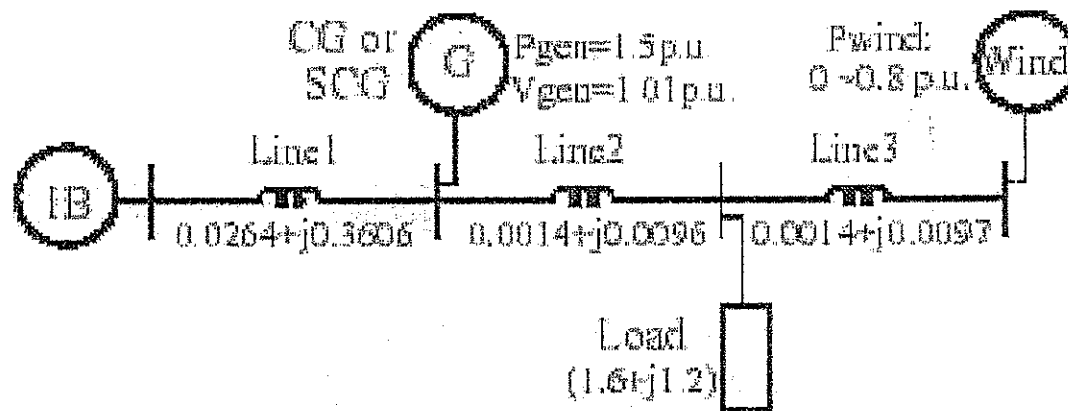 CG or
SCG
G
Pgen=1.5p.u.
Vgen=1.01p.u.
Pwind:
0~0.8p.u.
Wind
IB
Line1
Line2
Line3
0.0264+j0.3606
0.0014+j0.0096
0.0014+j0.0097
Load
(1.6+j1.2)